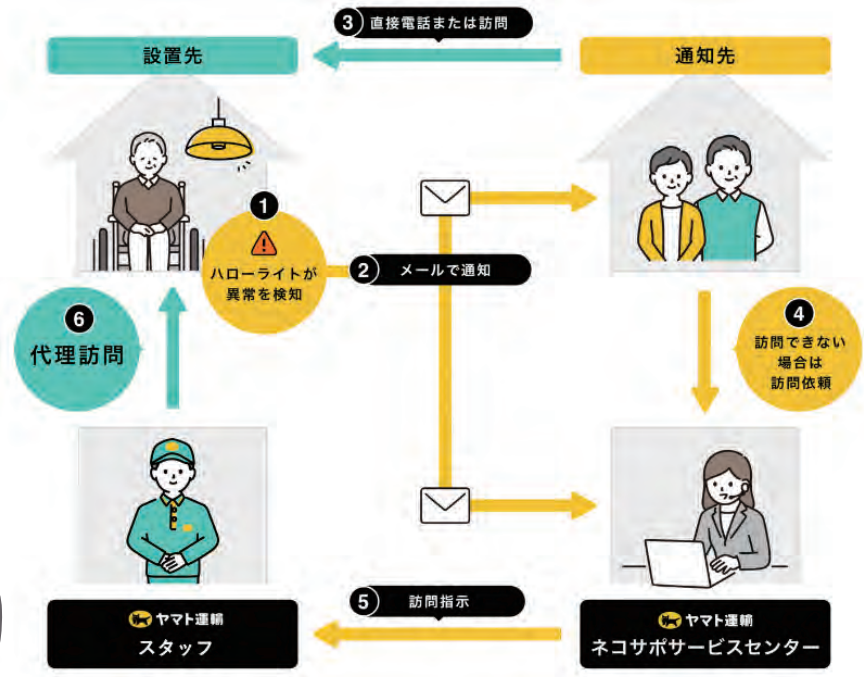 3 直接電話または訪問
設置先
通知先
1
ハローライトが
異常を検知
2 メールで通知
6
代理訪問
4
訪問できない
場合は
訪問依頼
5 訪問指示
ヤマト運輸
スタッフ
ヤマト運輸
ネコサポサービスセンター